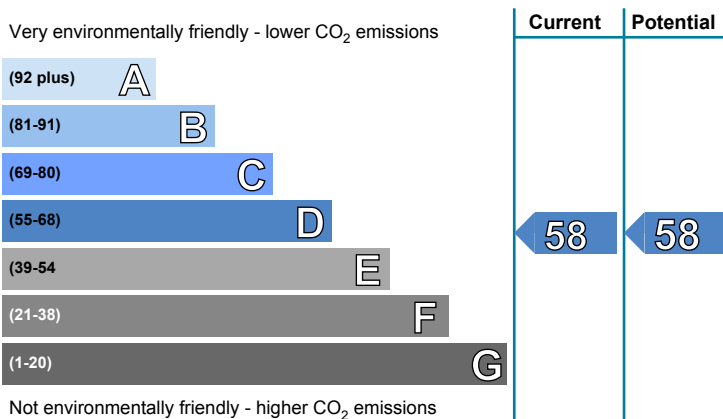 Very environmentally friendly - lower CO2 emissions
Current Potential
(92 plus) A
(81-91) B
(69-80) C
(55-68) D
58 58
(39-54 E
(21-38) F
(1-20) G
Not environmentally friendly - higher CO2 emissions